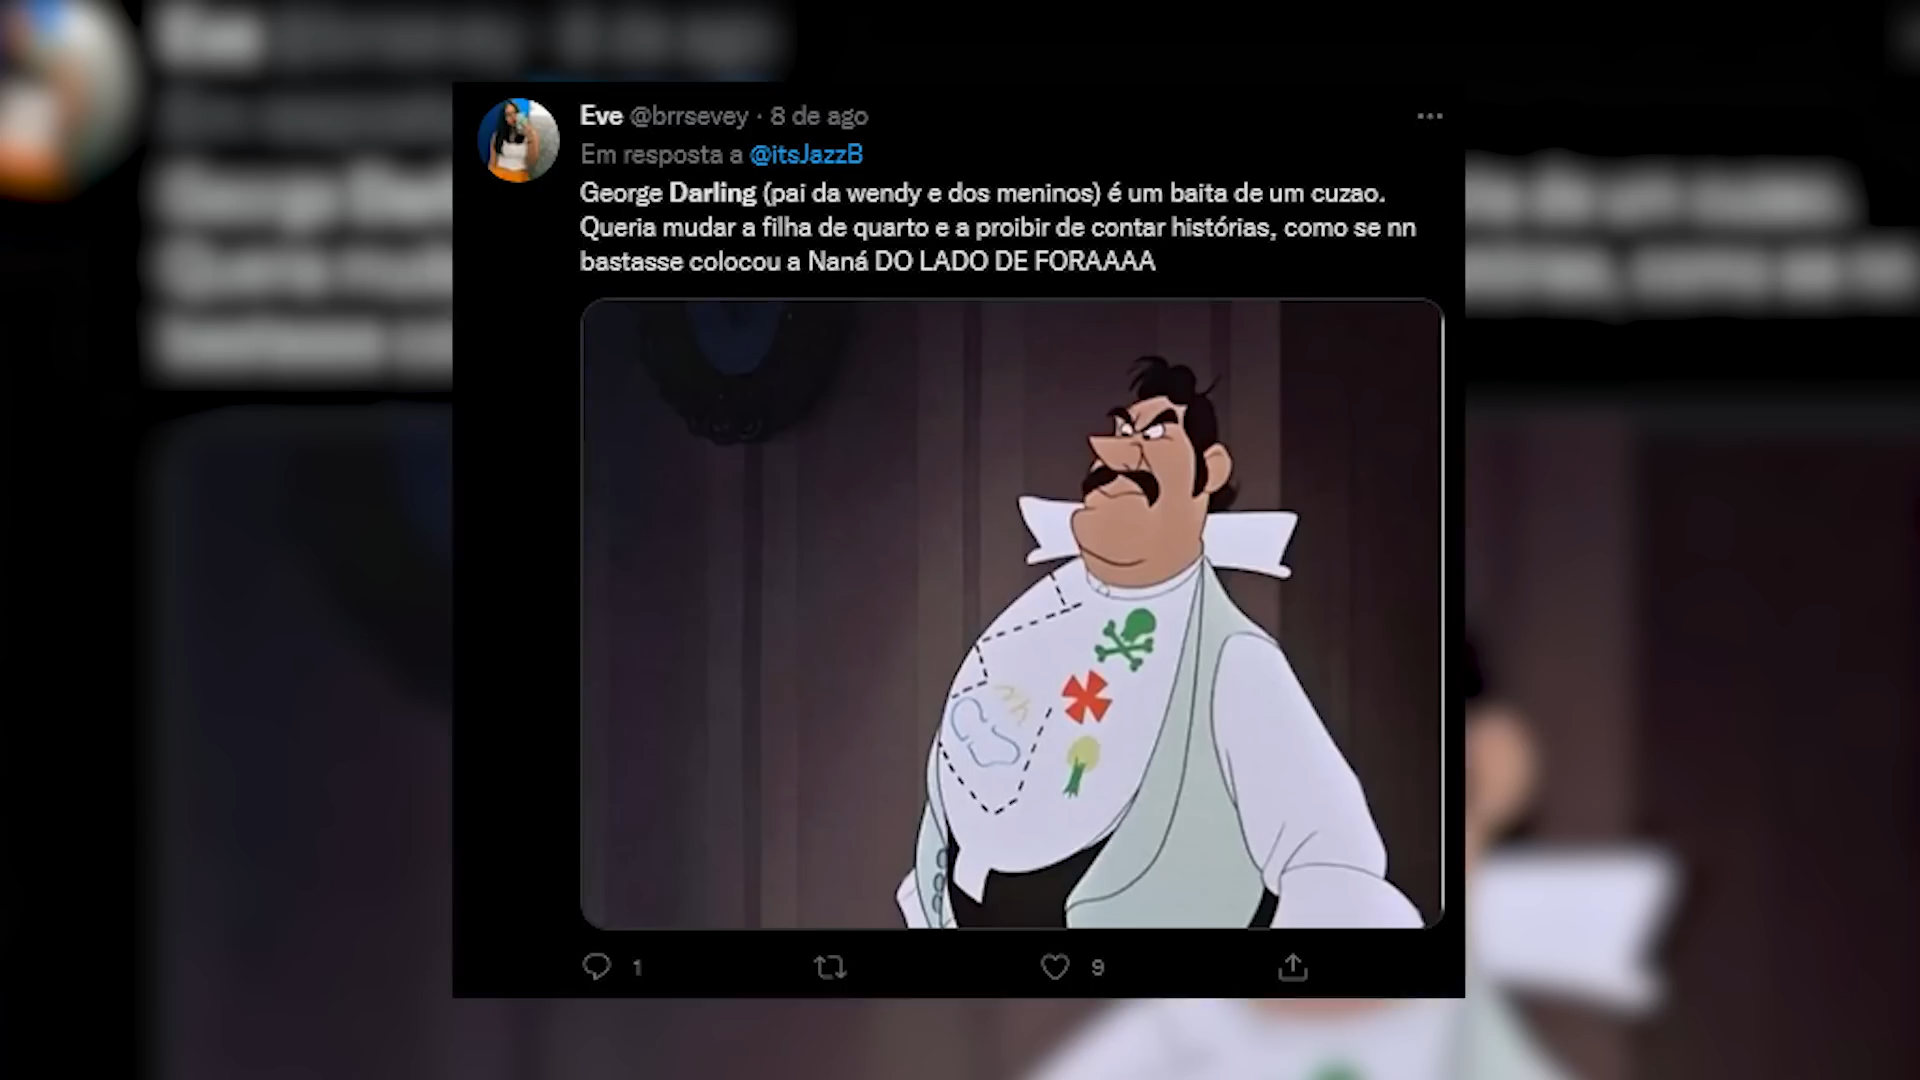 Eve @brrsevey · 8 de ago
Em resposta a @itsJazzB
George Darling (pai da wendy e dos meninos) é um baita de um cuzao.
Queria mudar a filha de quarto e a proibir de contar histórias, como se nn
bastasse colocou a Naná DO LADO DE FORAAAA
1
9